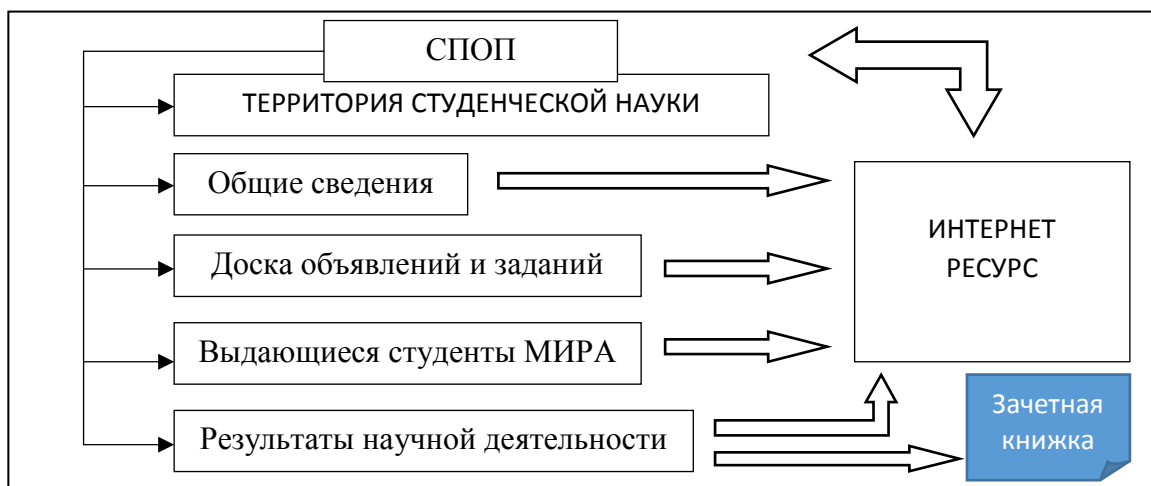 СПОП
ТЕРРИТОРИЯ СТУДЕНЧЕСКОЙ НАУКИ
Общие сведения
Доска объявлений и заданий
Выдающиеся студенты МИРА
Результаты научной деятельности
ИНТЕРНЕТ
РЕСУРС
Зачетная
книжка